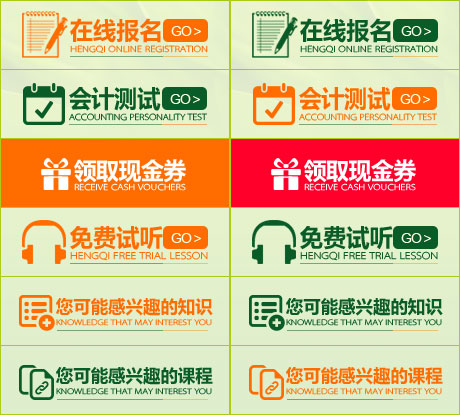 在线报名 GO >
HENGQI ONLINE REGISTRATION
在线报名 GO >
HENGQI ONLINE REGISTRATION
会计测试 GO >
ACCOUNTING PERSONALITY TEST
会计测试 GO >
ACCOUNTING PERSONALITY TEST
领取现金券
RECEIVE CASH VOUCHERS
领取现金券
RECEIVE CASH VOUCHERS
免费试听 GO >
HENGQI FREE TRIAL LESSON
免费试听 GO >
HENGQI FREE TRIAL LESSON
您可能感兴趣的知识
KNOWLEDGE THAT MAY INTEREST YOU
您可能感兴趣的知识
KNOWLEDGE THAT MAY INTEREST YOU
您可能感兴趣的课程
KNOWLEDGE THAT MAY INTEREST YOU
您可能感兴趣的课程
KNOWLEDGE THAT MAY INTEREST YOU